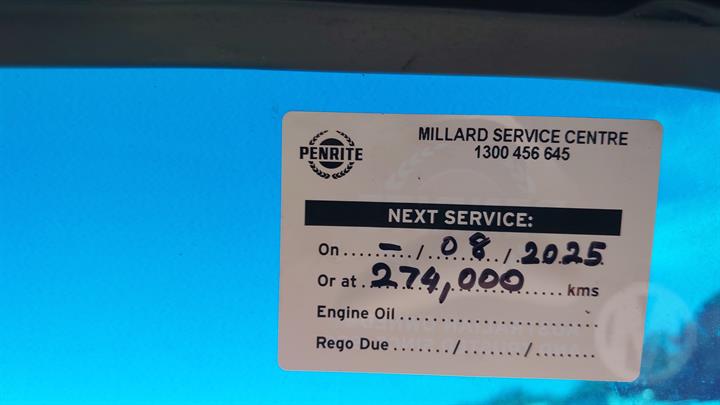 PENRITE
MILLARD SERVICE CENTRE
1300 456 645
NEXT SERVICE:
On ....-..../...08.../...2025
Or at ..274,000.......... kms
Engine Oil ..............................
Rego Due ......./......./........